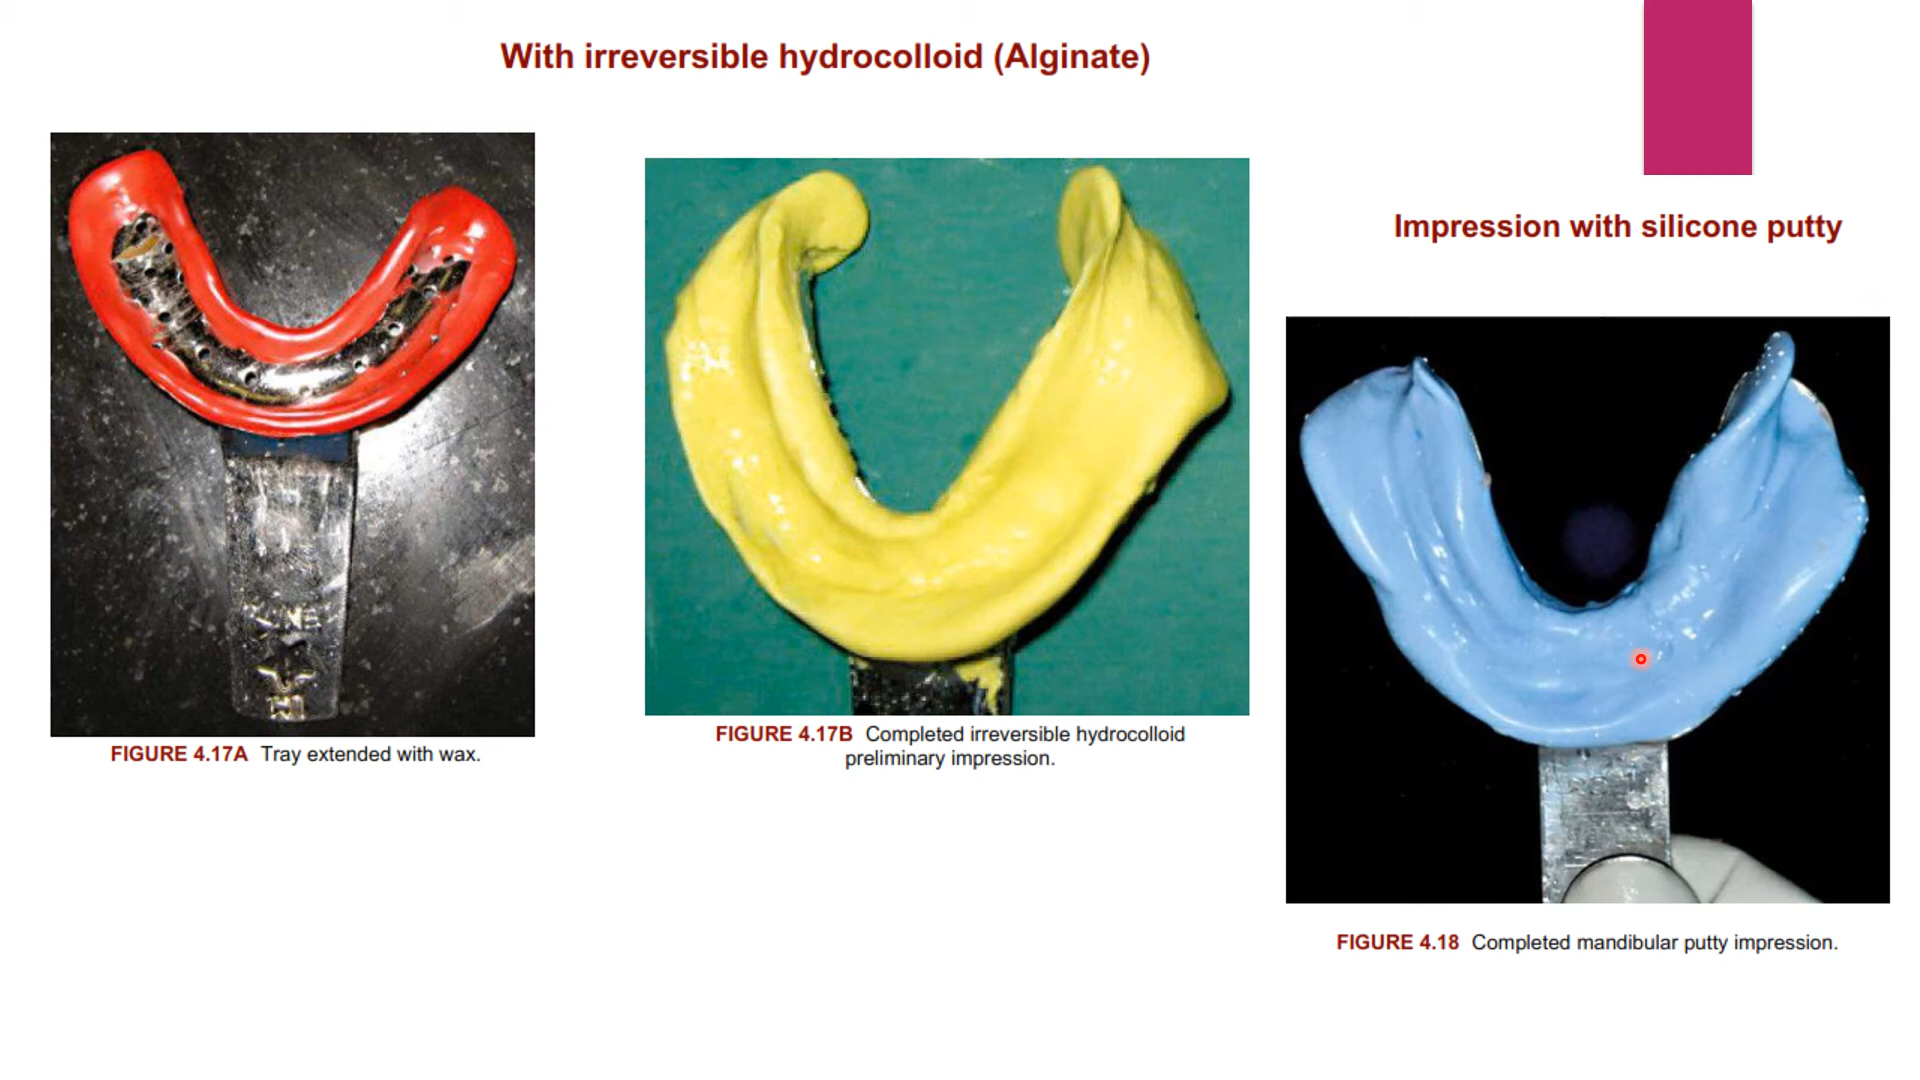 With irreversible hydrocolloid (Alginate)
FIGURE 4.17A Tray extended with wax.
FIGURE 4.17B Completed irreversible hydrocolloid
preliminary impression.
Impression with silicone putty
FIGURE 4.18 Completed mandibular putty impression.